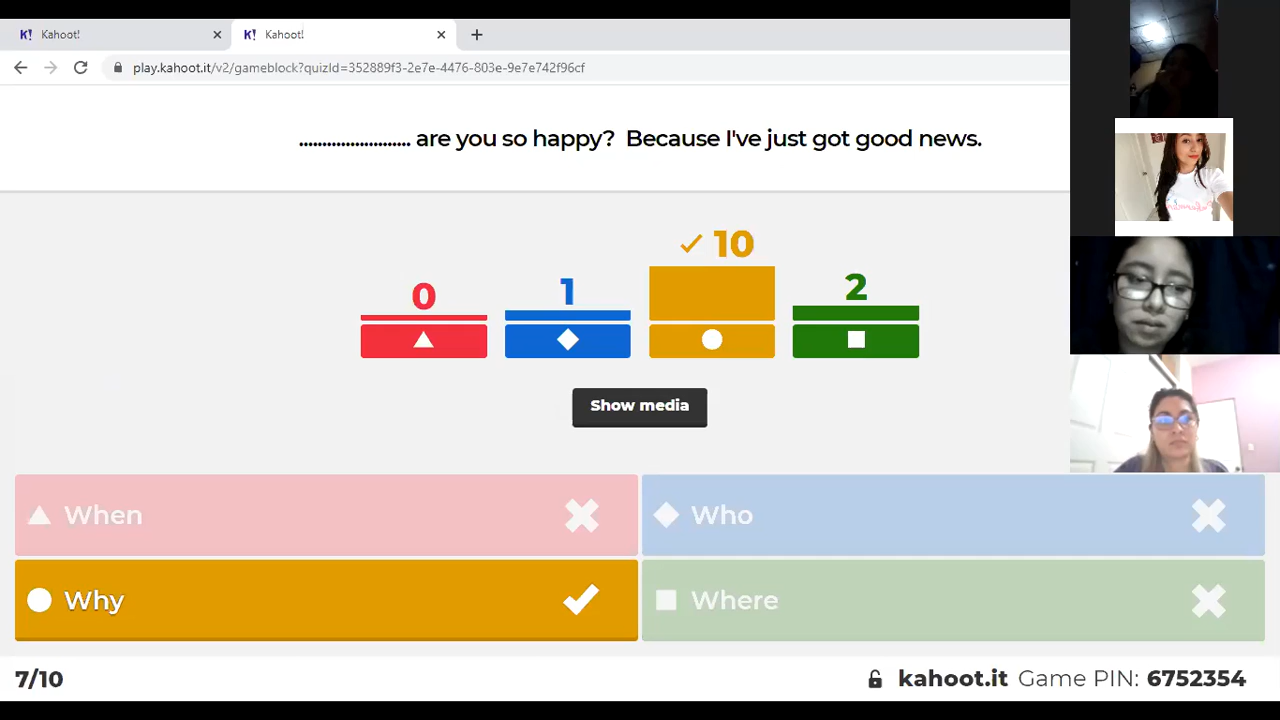 K! Kahoot!
K! Kahoot!
play.kahoot.it/v2/gameblock?quizId=352889f3-2e7e-4476-803e-9e7e742f96cf
........................ are you so happy?  Because I've just got good news.
0
1
10
2
Show media
When
Who
Why
Where
7/10
kahoot.it Game PIN: 6752354